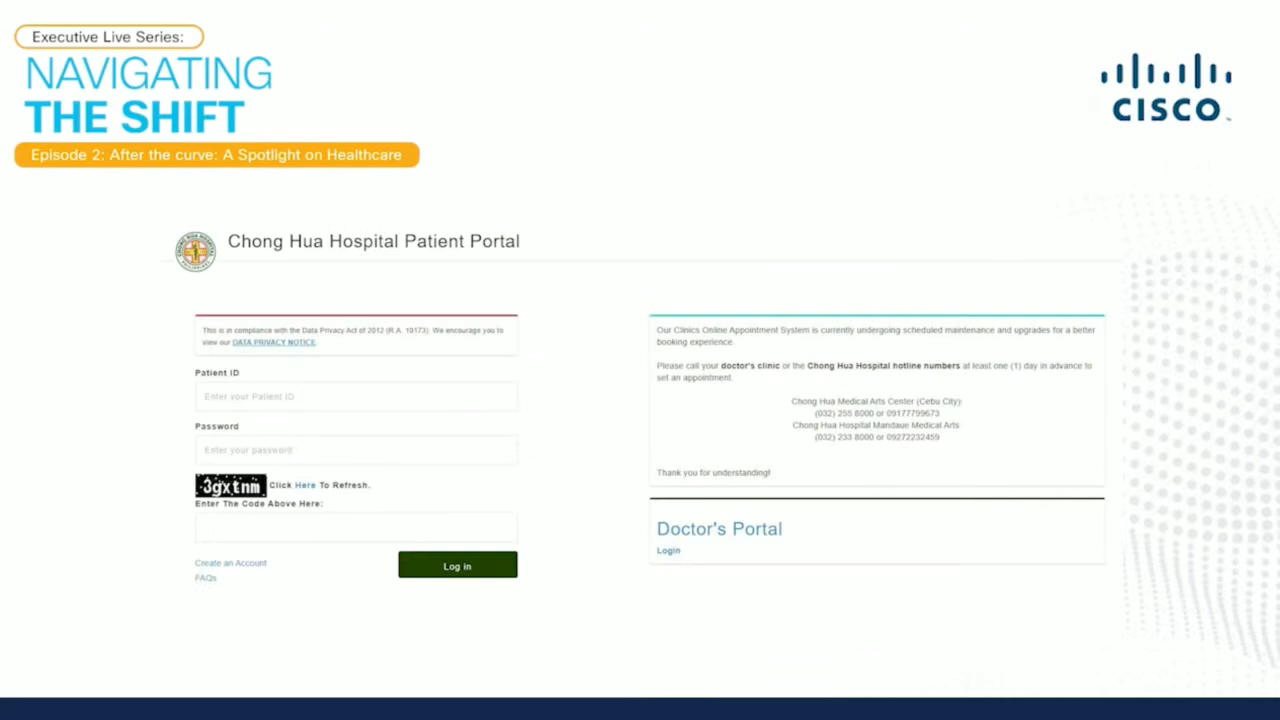 Executive Live Series:
NAVIGATING
THE SHIFT
Episode 2: After the curve: A Spotlight on Healthcare
CISCO
Chong Hua Hospital Patient Portal
This is in compliance with the Data Privacy Act of 2012 (R.A. 10173). We encourage you to
view our DATA PRIVACY NOTICE.
Patient ID
Enter your Patient ID
Password
Enter your password
3gxtnm Click Here To Refresh.
Enter The Code Above Here:
Create an Account
FAQs
Log in
Our Clinics Online Appointment System is currently undergoing scheduled maintenance and upgrades for a better
booking experience.
Please call your doctor's clinic or the Chong Hua Hospital hotline numbers at least one (1) day in advance to
set an appointment.
Chong Hua Medical Arts Center (Cebu City):
(032) 255 8000 or 09177799673
Chong Hua Hospital Mandaue Medical Arts:
(032) 233 8000 or 09272232459
Thank you for understanding!
Doctor's Portal
Login